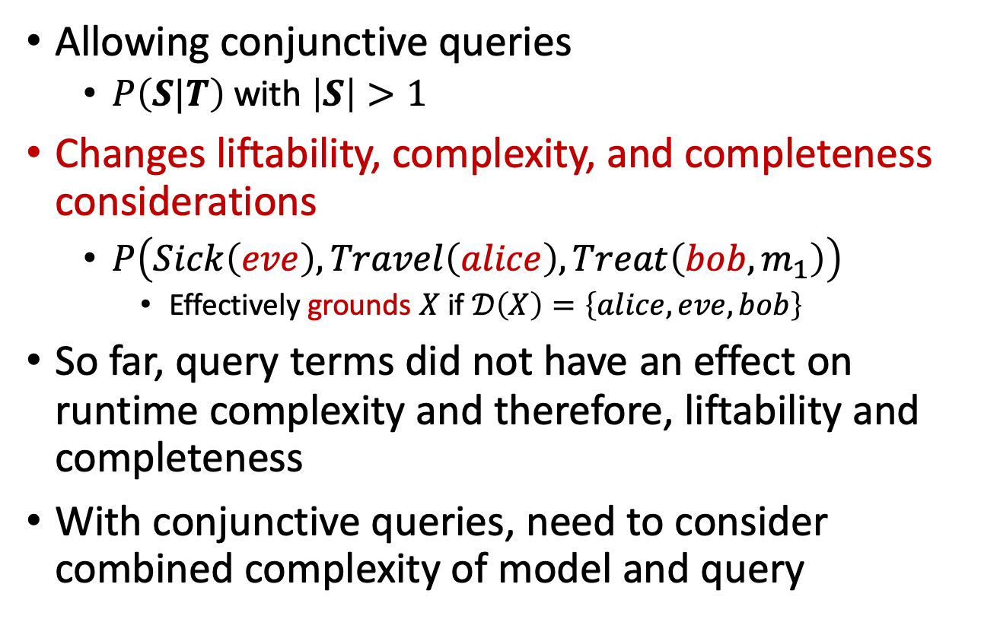 • Allowing conjunctive queries
• P(S|T) with |S| > 1
• Changes liftability, complexity, and completeness
considerations
• P(Sick(eve), Travel(alice), Treat(bob, m₁))
• Effectively grounds X if 𝒟(X) = {alice, eve, bob}
• So far, query terms did not have an effect on
runtime complexity and therefore, liftability and
completeness
• With conjunctive queries, need to consider
combined complexity of model and query